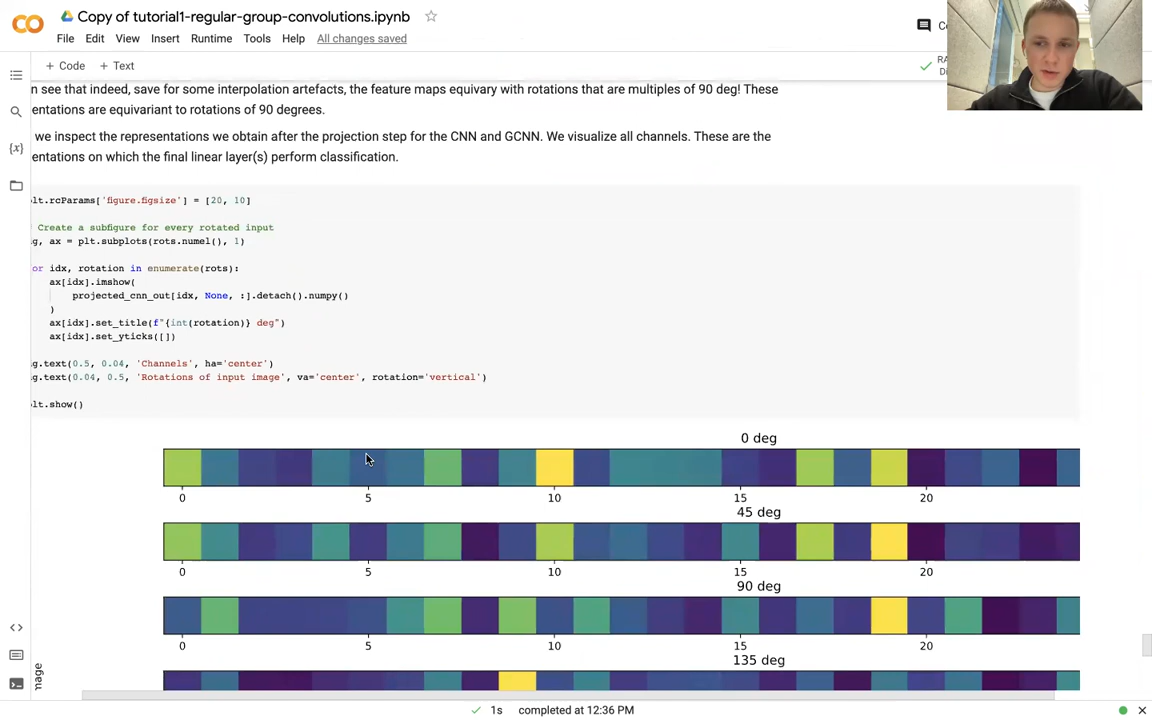 Copy of tutorial1-regular-group-convolutions.ipynb
File Edit View Insert Runtime Tools Help All changes saved
+ Code + Text
n see that indeed, save for some interpolation artefacts, the feature maps equivary with rotations that are multiples of 90 deg! These
entations are equivariant to rotations of 90 degrees.
we inspect the representations we obtain after the projection step for the CNN and GCNN. We visualize all channels. These are the
entations on which the final linear layer(s) perform classification.
lt.rcParams['figure.figsize'] = [20, 10]
Create a subfigure for every rotated input
g, ax = plt.subplots(rots.numel(), 1)
or idx, rotation in enumerate(rots):
ax[idx].imshow(
projected_cnn_out[idx, None, :].detach().numpy()
)
ax[idx].set_title(f"{int(rotation)} deg")
ax[idx].set_yticks([])
g.text(0.5, 0.04, 'Channels', ha='center')
g.text(0.04, 0.5, 'Rotations of input image', va='center', rotation='vertical')
lt.show()
0 deg
0 5 10 15 20
45 deg
0 5 10 15 20
90 deg
0 5 10 15 20
135 deg
mage
1s completed at 12:36 PM